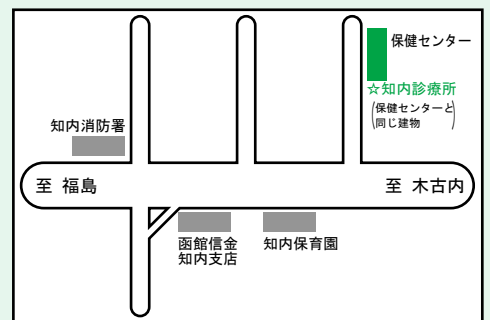 保健センター
☆知内診療所
(保健センターと
同じ建物)
知内消防署
至 福島
至 木古内
函館信金
知内支店
知内保育園